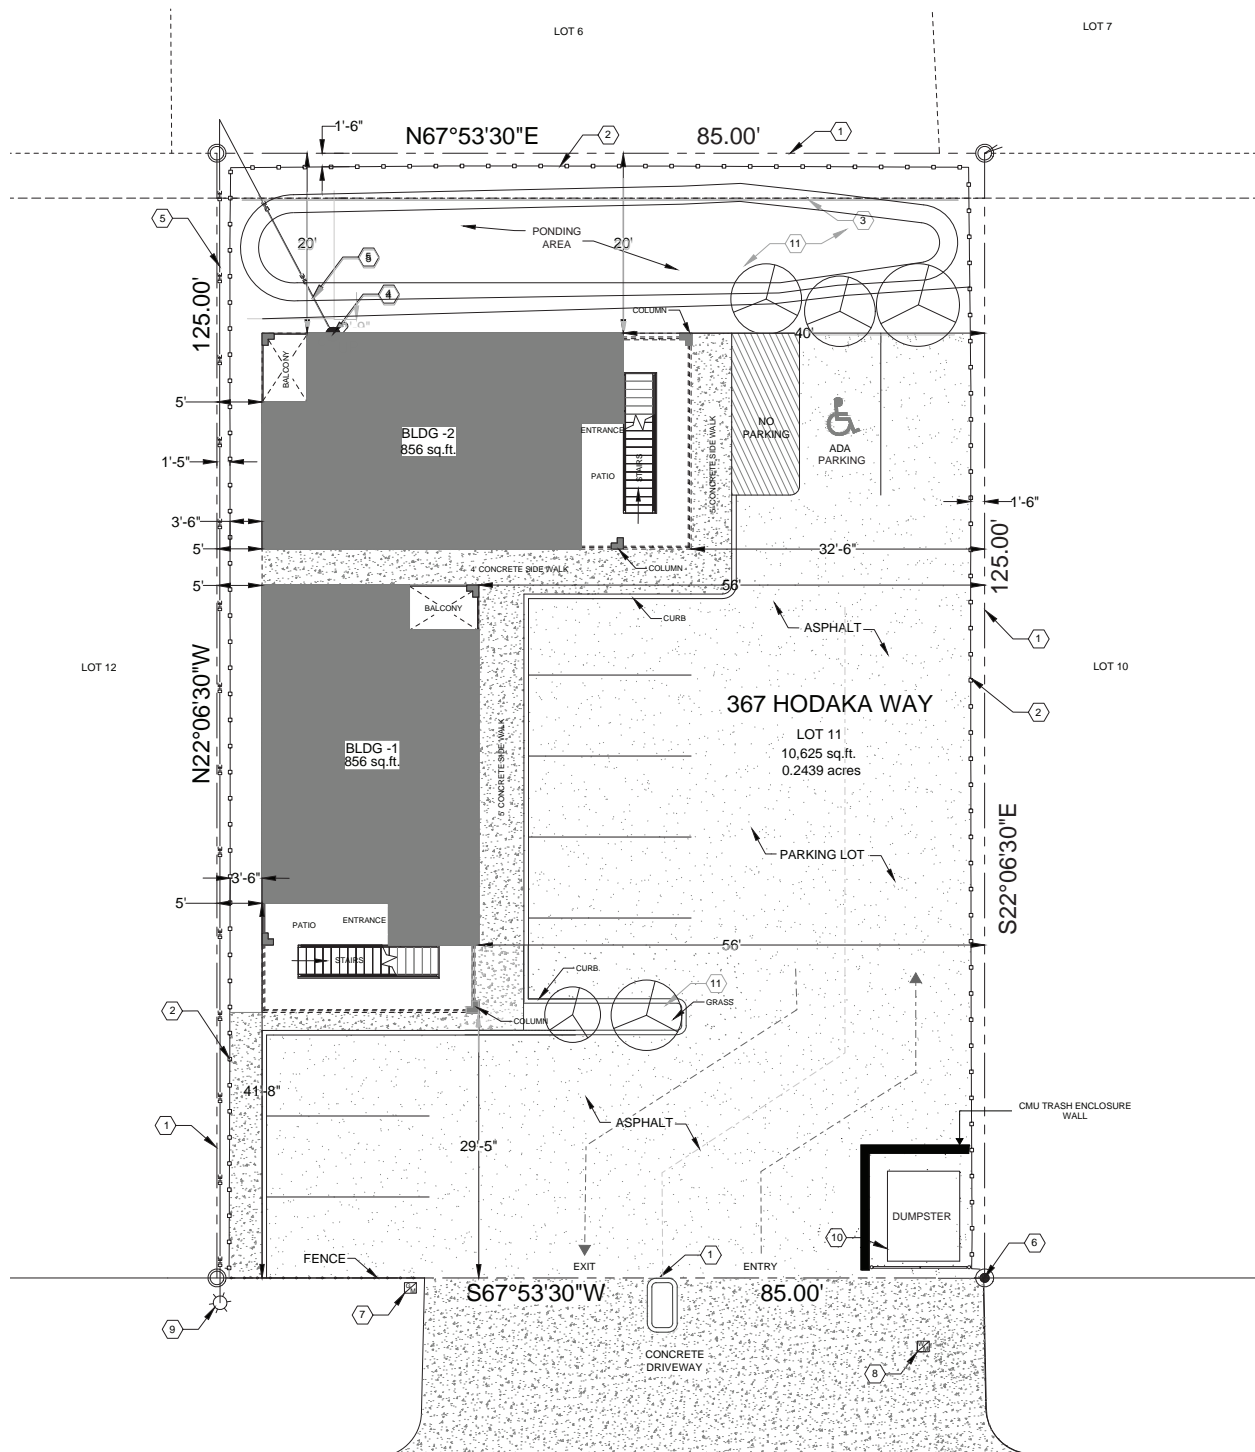 LOT 6
LOT 7
1'-6"
N67°53'30"E
85.00'
2
1
5
3
11
PONDING
AREA
20'
20'
4
125.00'
COLUMN
40'
BALCONY
5'
BLDG -2
856 sq.ft.
ENTRANCE
PATIO
STAIRS
5' CONCRETE SIDE WALK
NO
PARKING
ADA
PARKING
1'-5"
1'-6"
3'-6"
5'
32'-6"
125.00'
4' CONCRETE SIDE WALK
COLUMN
5'
56'
BALCONY
CURB
ASPHALT
1
LOT 12
LOT 10
N22°06'30"W
367 HODAKA WAY
LOT 11
10,625 sq.ft.
0.2439 acres
2
BLDG -1
856 sq.ft.
5' CONCRETE SIDE WALK
PARKING LOT
S22°06'30"E
3'-6"
5'
PATIO
ENTRANCE
56'
STAIRS
CURB
11
GRASS
2
COLUMN
41'-8"
CMU TRASH ENCLOSURE
WALL
1
ASPHALT
29'-5"
DUMPSTER
10
6
FENCE
EXIT
1
ENTRY
S67°53'30"W
85.00'
7
9
CONCRETE
DRIVEWAY
8